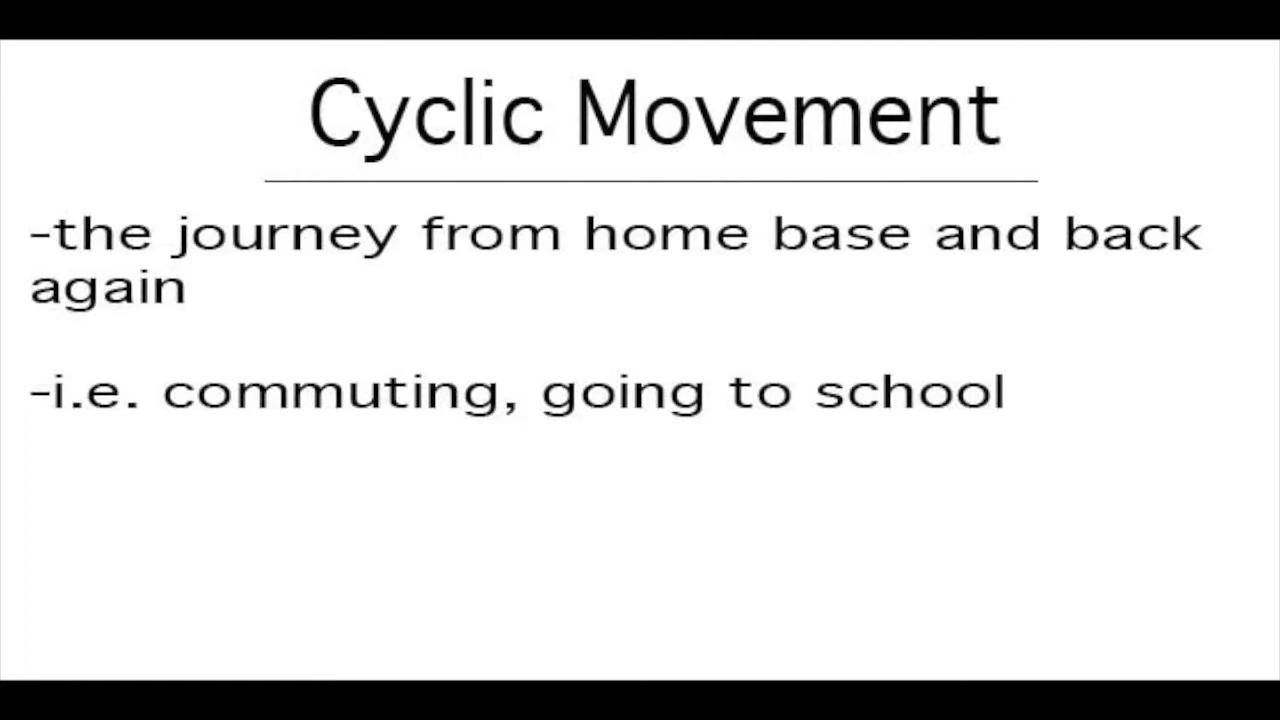 Cyclic Movement
-the journey from home base and back
again
-i.e. commuting, going to school